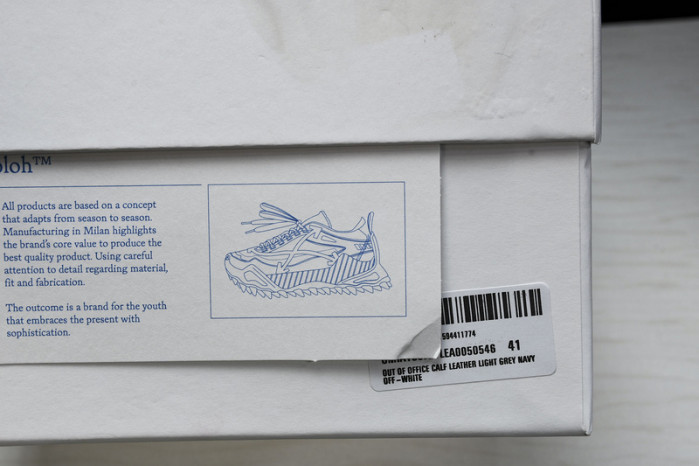 oloh™
All products are based on a concept
that adapts from season to season.
Manufacturing in Milan highlights
the brand's core value to produce the
best quality product. Using careful
attention to detail regarding material,
fit and fabrication.
The outcome is a brand for the youth
that embraces the present with
sophistication.
504411774
LEA0050546 41
OUT OF OFFICE CALF LEATHER LIGHT GREY NAVY
OFF-WHITE